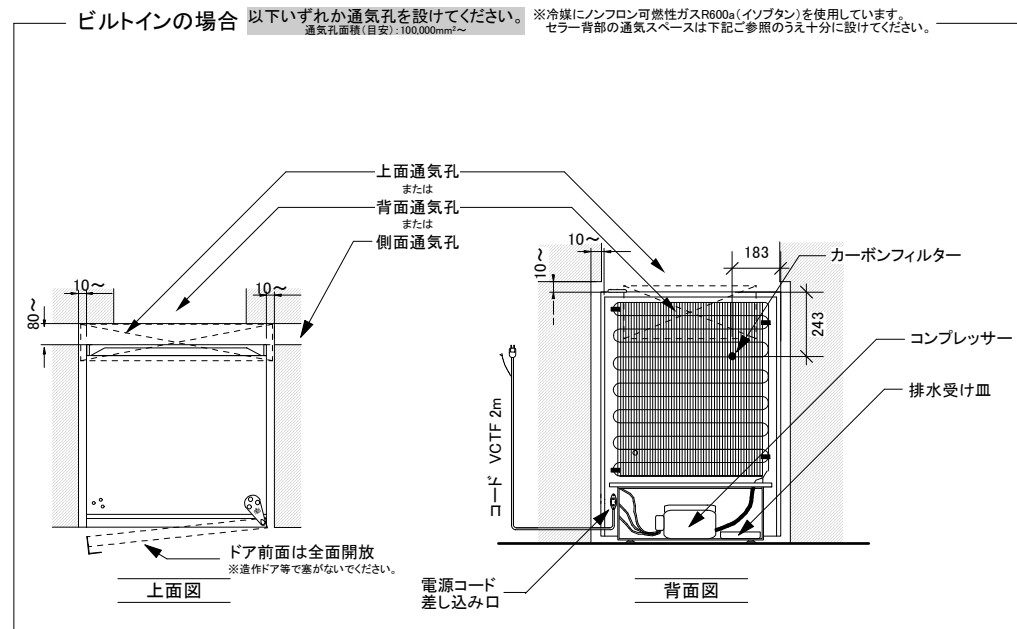 ビルトインの場合
以下いずれか通気孔を設けてください。
通気孔面積(目安):100,000mm²～
※冷媒にノンフロン可燃性ガスR600a(イソブタン)を使用しています。
セラー背部の通気スペースは下記ご参照のうえ十分に設けてください。
上面通気孔
または
背面通気孔
または
側面通気孔
10～
10～
80～
ドア前面は全面開放
※造作ドア等で塞がないでください。
上面図
10～
10～
183
カーボンフィルター
243
コンプレッサー
排水受け皿
コード VCTF 2m
電源コード
差し込み口
背面図